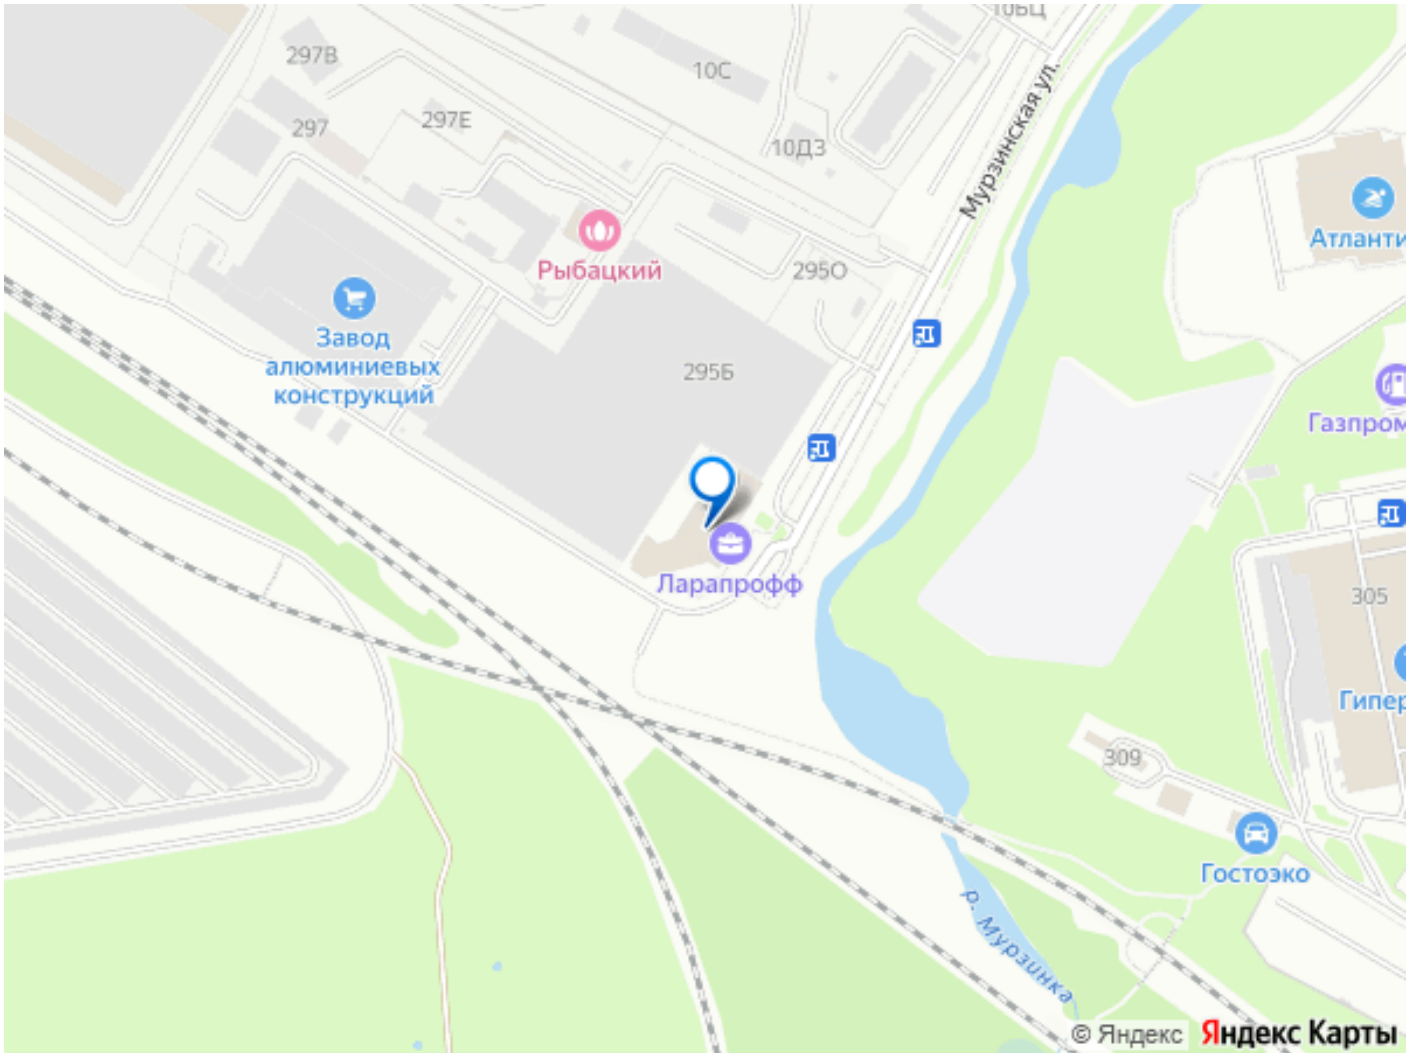 10БЦ
297В
10С
297Е
297
10Д3
Мурзинская ул.
295О
Рыбацкий
Атланти
Завод
алюминиевых
конструкций
295Б
Газпром
Ларапрофф
305
Гипер
309
Гостоэко
р. Мурзинка
© Яндекс Яндекс Карты